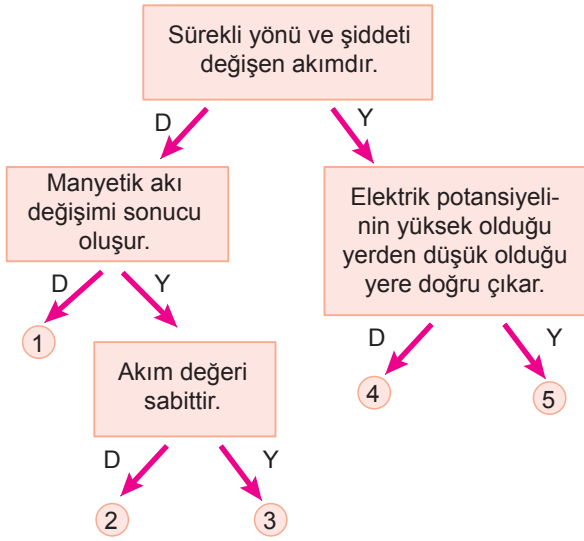 Sürekli yönü ve şiddeti
değişen akımdır.
D
Y
Manyetik akı
değişimi sonucu
oluşur.
Elektrik potansiyeli-
nin yüksek olduğu
yerden düşük olduğu
yere doğru çıkar.
D
Y
D
Y
1
Akım değeri
sabittir.
4
5
D
Y
2
3